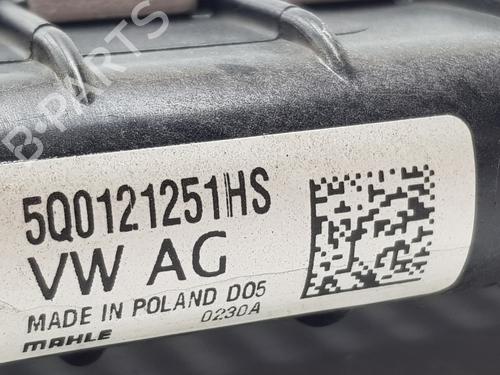 B-PARTS
5Q0121251HS
VW AG
MADE IN POLAND D05
0230A
MAHLE